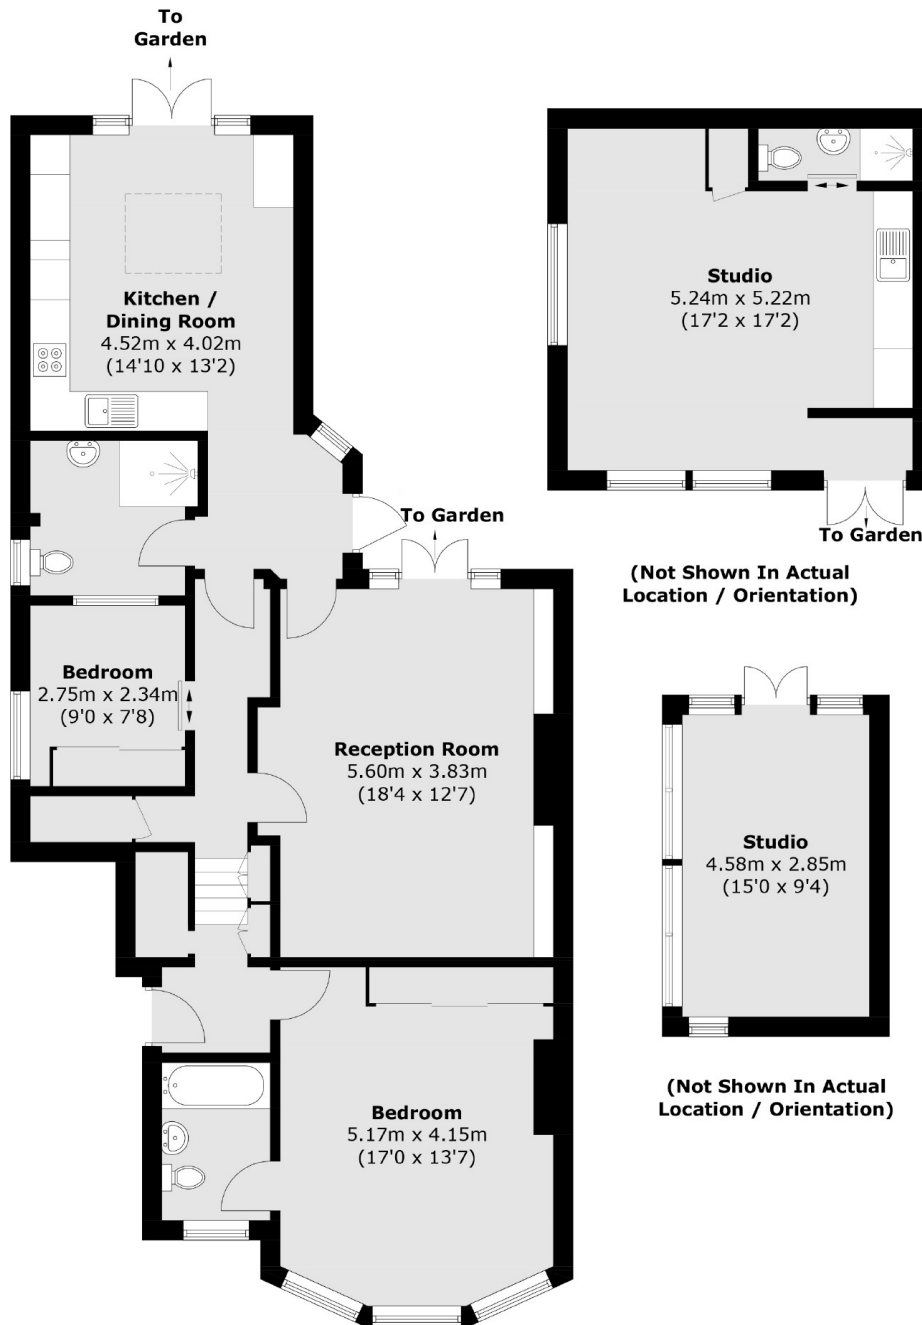 To
Garden
Kitchen /
Dining Room
4.52m x 4.02m
(14'10 x 13'2)
To Garden
Bedroom
2.75m x 2.34m
(9'0 x 7'8)
Reception Room
5.60m x 3.83m
(18'4 x 12'7)
Bedroom
5.17m x 4.15m
(17'0 x 13'7)
Studio
5.24m x 5.22m
(17'2 x 17'2)
To Garden
(Not Shown In Actual
Location / Orientation)
Studio
4.58m x 2.85m
(15'0 x 9'4)
(Not Shown In Actual
Location / Orientation)